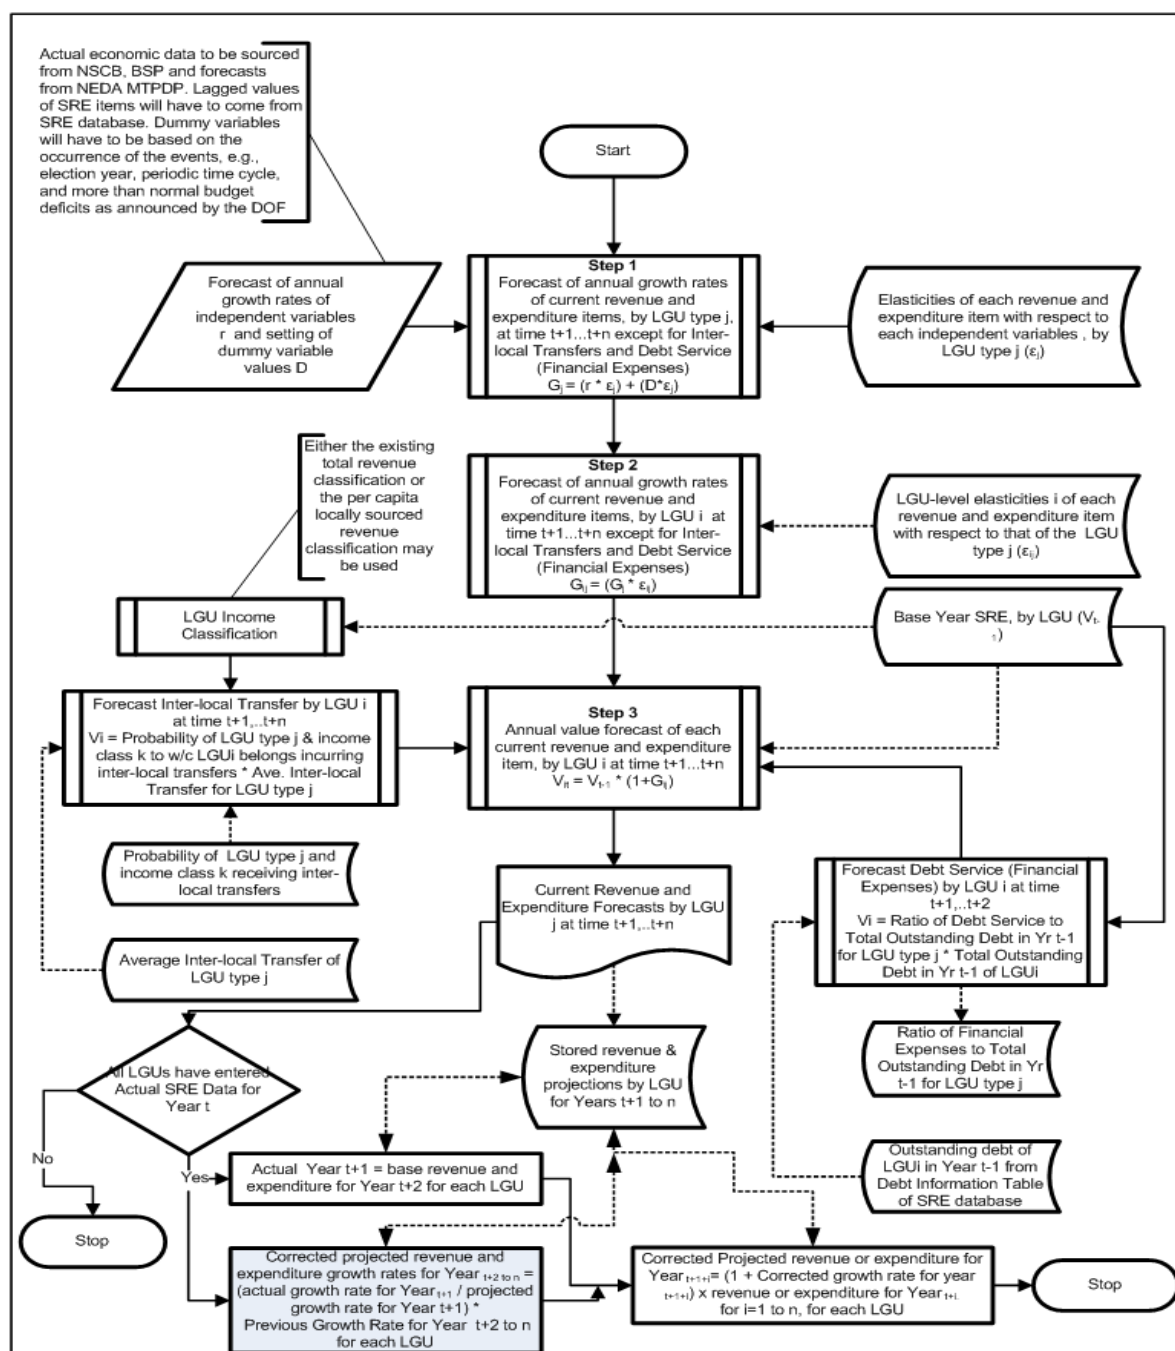 Actual economic data to be sourced
from NSCB, BSP and forecasts
from NEDA MTPDP. Lagged values
of SRE items will have to come from
SRE database. Dummy variables
will have to be based on the
occurrence of the events, e.g.,
election year, periodic time cycle,
and more than normal budget
deficits as announced by the DOF
Start
Forecast of annual
growth rates of
independent variables
r and setting of
dummy variable
values D
Step 1
Forecast of annual growth rates
of current revenue and
expenditure items, by LGU type j,
at time t+1...t+n except for Inter-
local Transfers and Debt Service
(Financial Expenses)
Gj = (r * εj) + (D*εj)
Elasticities of each revenue and
expenditure item with respect to
each independent variables , by
LGU type j (εj)
Either the existing
total revenue
classification or
the per capita
locally sourced
revenue
classification may
be used
Step 2
Forecast of annual growth rates
of current revenue and
expenditure items, by LGU i at
time t+1...t+n except for Inter-
local Transfers and Debt Service
(Financial Expenses)
Gij = (Gj * εij)
LGU-level elasticities i of each
revenue and expenditure item
with respect to that of the LGU
type j (εij)
LGU Income
Classification
Base Year SRE, by LGU (Vt-
1)
Forecast Inter-local Transfer by LGU i
at time t+1,..t+n
Vi = Probability of LGU type j & income
class k to w/c LGUi belongs incurring
inter-local transfers * Ave. Inter-local
Transfer for LGU type j
Step 3
Annual value forecast of each
current revenue and expenditure
item, by LGU i at time t+1...t+n
Vit = Vt-1 * (1+Gij)
Probability of LGU type j and
income class k receiving inter-
local transfers
Average Inter-local Transfer of
LGU type j
Current Revenue and
Expenditure Forecasts by LGU
j at time t+1,..t+n
Forecast Debt Service (Financial
Expenses) by LGU i at time
t+1,..t+2
Vi = Ratio of Debt Service to
Total Outstanding Debt in Yr t-1
for LGU type j * Total Outstanding
Debt in Yr t-1 of LGUi
Ratio of Financial
Expenses to Total
Outstanding Debt in Yr
t-1 for LGU type j
Outstanding debt of
LGUi in Year t-1 from
Debt Information Table
of SRE database
All LGUs have entered
Actual SRE Data for
Year t
Stored revenue &
expenditure
projections by LGU
for Years t+1 to n
No
Yes
Stop
Actual Year t+1 = base revenue and
expenditure for Year t+2 for each LGU
Corrected projected revenue and
expenditure growth rates for Year t+2 to n =
(actual growth rate for Year t+1 / projected
growth rate for Year t+1) *
Previous Growth Rate for Year t+2 to n
for each LGU
Corrected Projected revenue or expenditure for
Year t+1+i= (1 + Corrected growth rate for year
t+1+i) x revenue or expenditure for Year t+i.
for i=1 to n, for each LGU
Stop